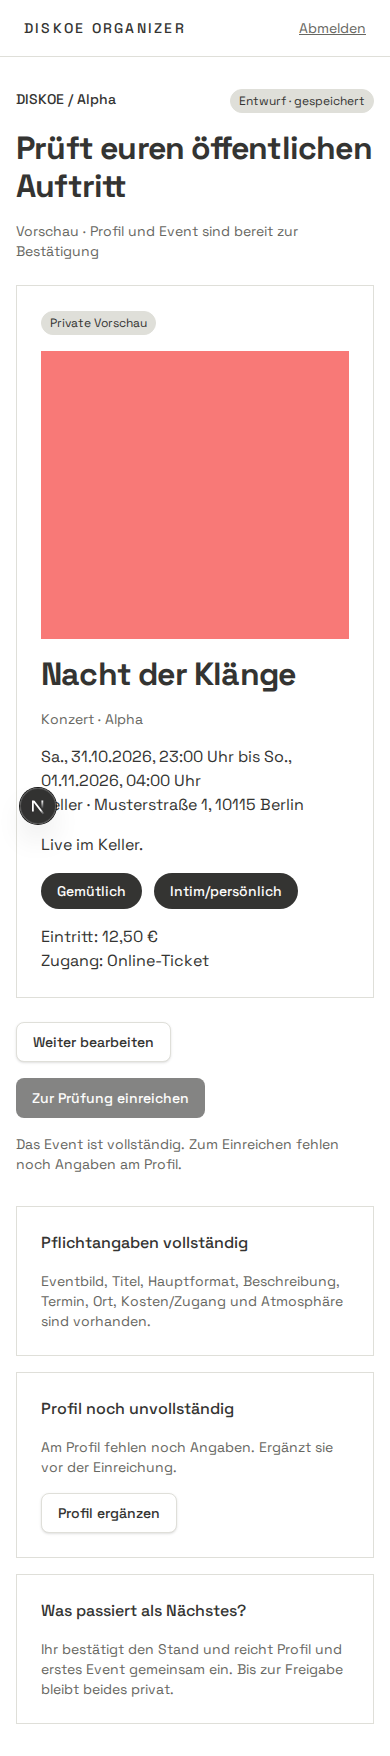 DISKOE ORGANIZER
Abmelden
DISKOE / Alpha
Entwurf · gespeichert
Prüft euren öffentlichen
Auftritt
Vorschau · Profil und Event sind bereit zur
Bestätigung
Private Vorschau
Nacht der Klänge
Konzert · Alpha
Sa., 31.10.2026, 23:00 Uhr bis So.,
01.11.2026, 04:00 Uhr
N
eller · Musterstraße 1, 10115 Berlin
Live im Keller.
Gemütlich
Intim/persönlich
Eintritt: 12,50 €
Zugang: Online-Ticket
Weiter bearbeiten
Zur Prüfung einreichen
Das Event ist vollständig. Zum Einreichen fehlen
noch Angaben am Profil.
Pflichtangaben vollständig
Eventbild, Titel, Hauptformat, Beschreibung,
Termin, Ort, Kosten/Zugang und Atmosphäre
sind vorhanden.
Profil noch unvollständig
Am Profil fehlen noch Angaben. Ergänzt sie
vor der Einreichung.
Profil ergänzen
Was passiert als Nächstes?
Ihr bestätigt den Stand und reicht Profil und
erstes Event gemeinsam ein. Bis zur Freigabe
bleibt beides privat.